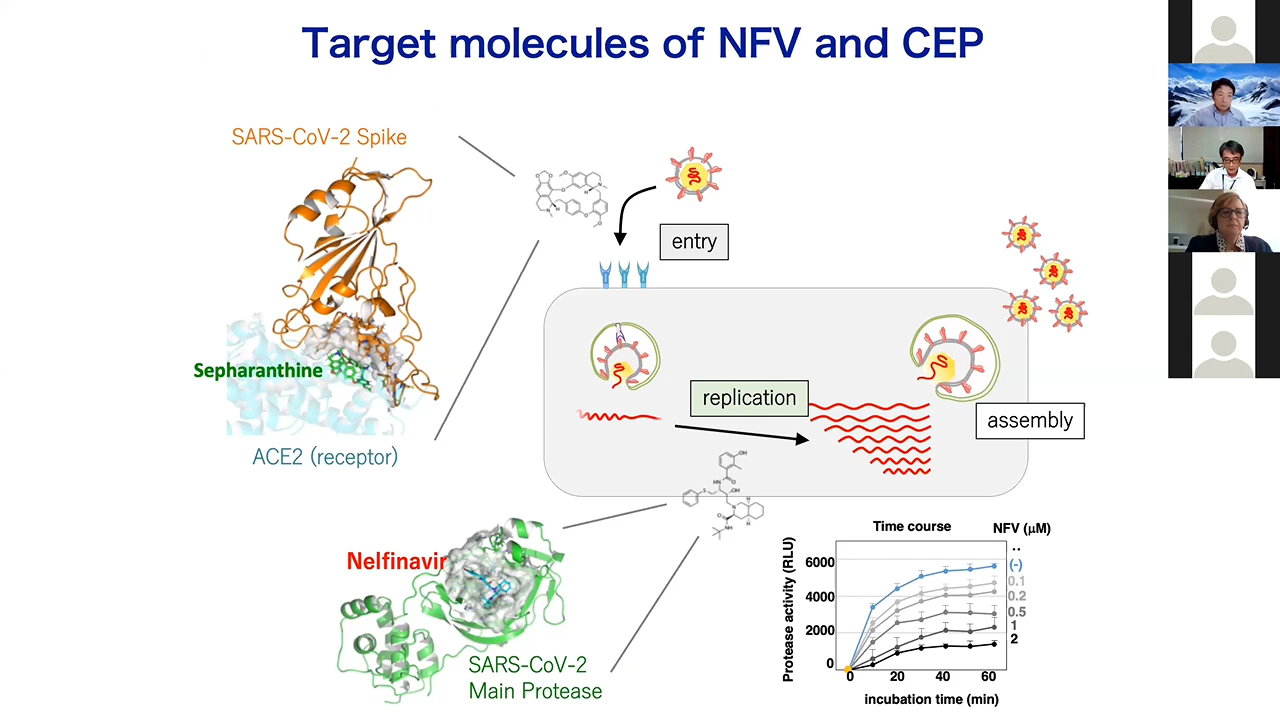 Target molecules of NFV and CEP
SARS-CoV-2 Spike
Sepharanthine
ACE2 (receptor)
entry
replication
assembly
Nelfinavir
SARS-CoV-2
Main Protease
Time course
NFV (μM)
(-)
0.1
0.2
0.5
1
2
Protease activity (RLU)
6000
4000
2000
0
0
20
40
60
incubation time (min)